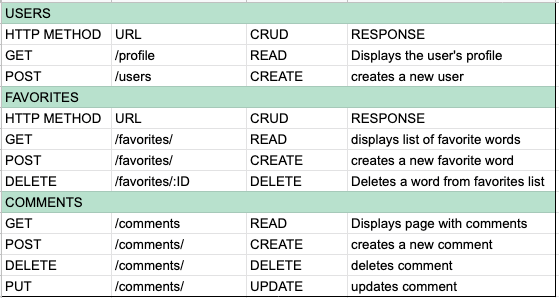 USERS
HTTP METHOD URL CRUD RESPONSE
GET /profile READ Displays the user's profile
POST /users CREATE creates a new user
FAVORITES
HTTP METHOD URL CRUD RESPONSE
GET /favorites/ READ displays list of favorite words
POST /favorites/ CREATE creates a new favorite word
DELETE /favorites/:ID DELETE Deletes a word from favorites list
COMMENTS
GET /comments READ Displays page with comments
POST /comments/ CREATE creates a new comment
DELETE /comments/ DELETE deletes comment
PUT /comments/ UPDATE updates comment